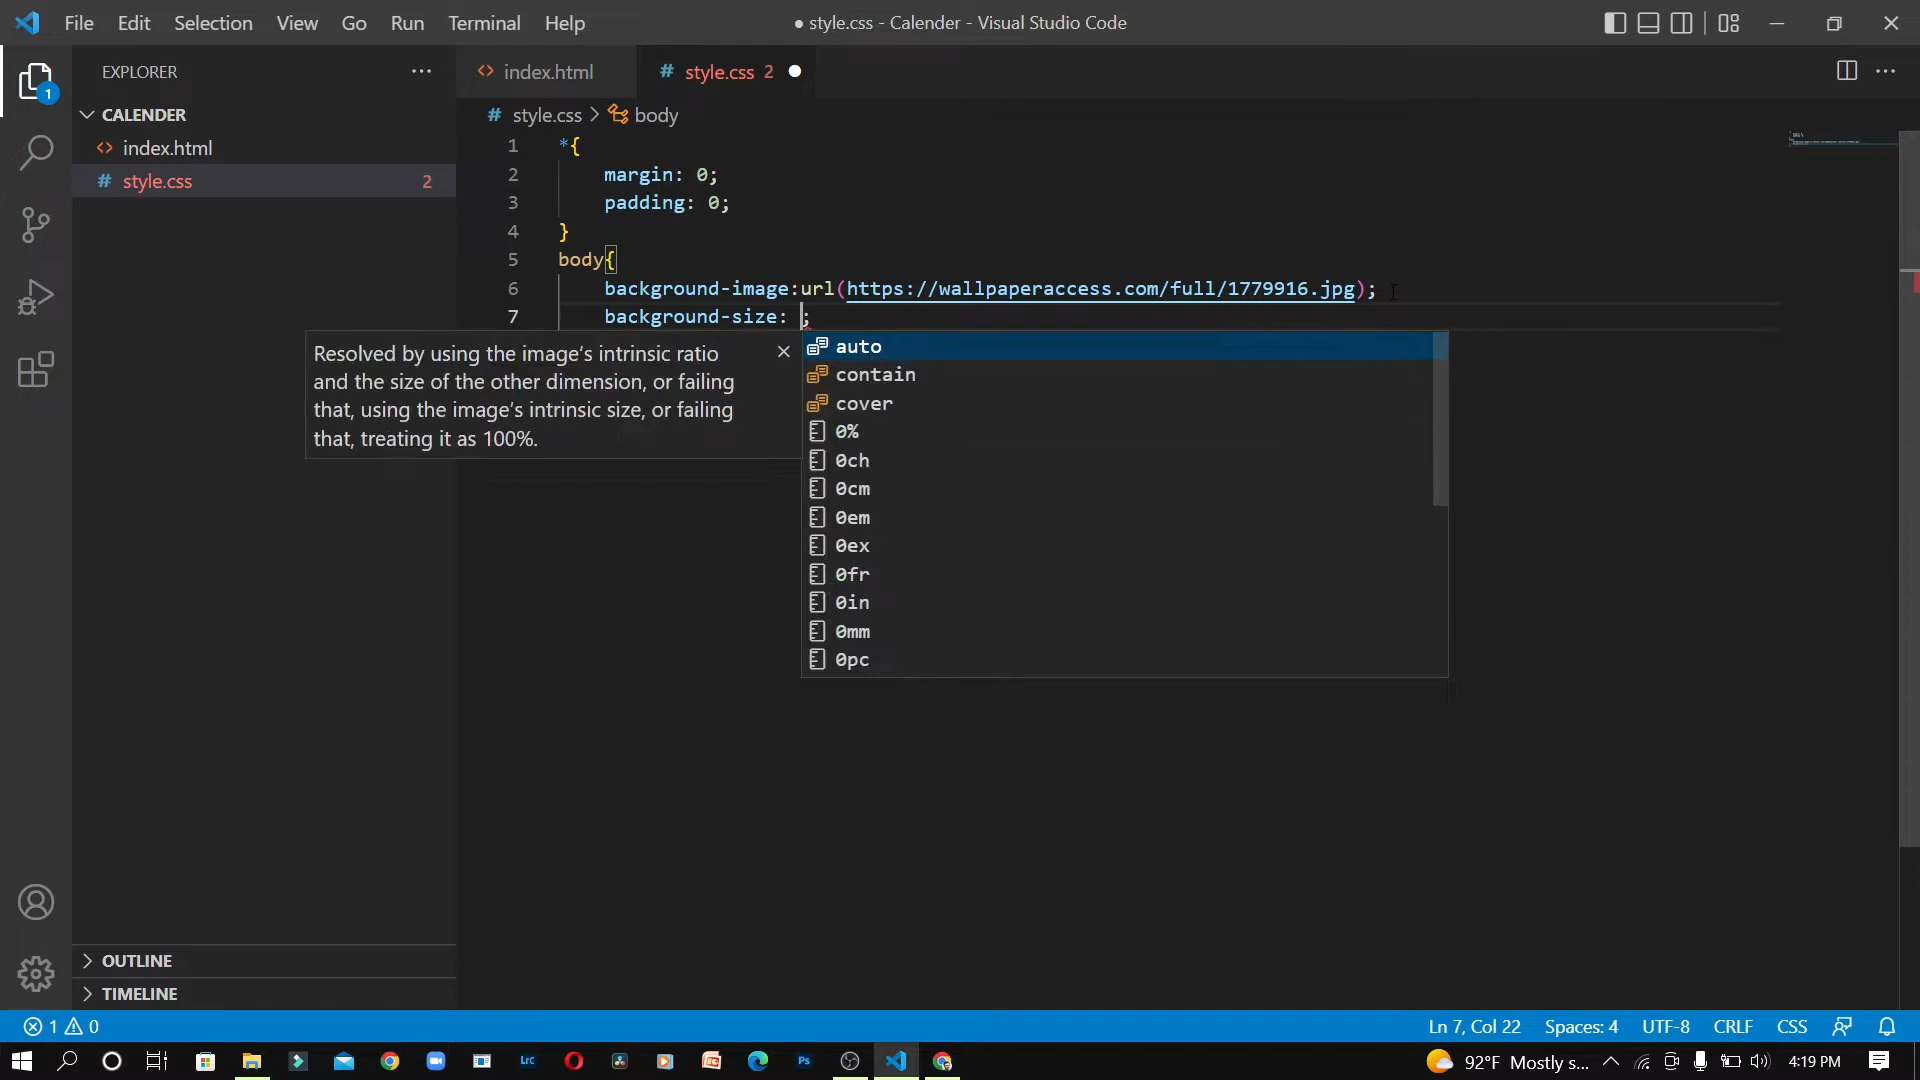 File Edit Selection View Go Run Terminal Help
● style.css - Calender - Visual Studio Code
EXPLORER
1
CALENDER
index.html
# style.css 2
OUTLINE
TIMELINE
index.html
# style.css 2 ●
# style.css > body
1 *{
2 margin: 0;
3 padding: 0;
4 }
5 body{
6 background-image:url(https://wallpaperaccess.com/full/1779916.jpg);
7 background-size: ;
Resolved by using the image’s intrinsic ratio
and the size of the other dimension, or failing
that, using the image’s intrinsic size, or failing
that, treating it as 100%.
auto
contain
cover
0%
0ch
0cm
0em
0ex
0fr
0in
0mm
0pc
1 0
Ln 7, Col 22 Spaces: 4 UTF-8 CRLF CSS
Lrc
Ps
92°F Mostly s... 4:19 PM